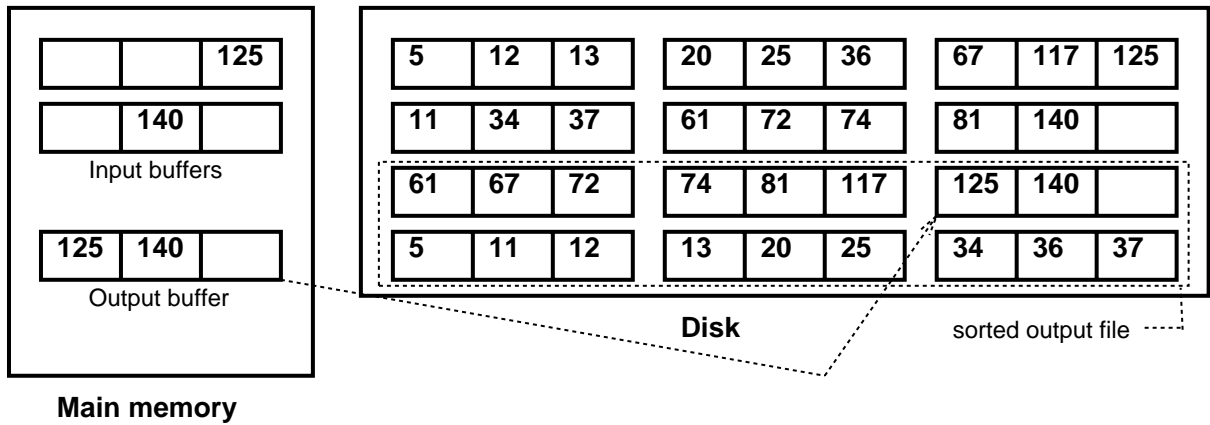 125
140
Input buffers
125 140
Output buffer
Main memory
5 12 13 20 25 36 67 117 125
11 34 37 61 72 74 81 140
61 67 72 74 81 117 125 140
5 11 12 13 20 25 34 36 37
Disk
sorted output file